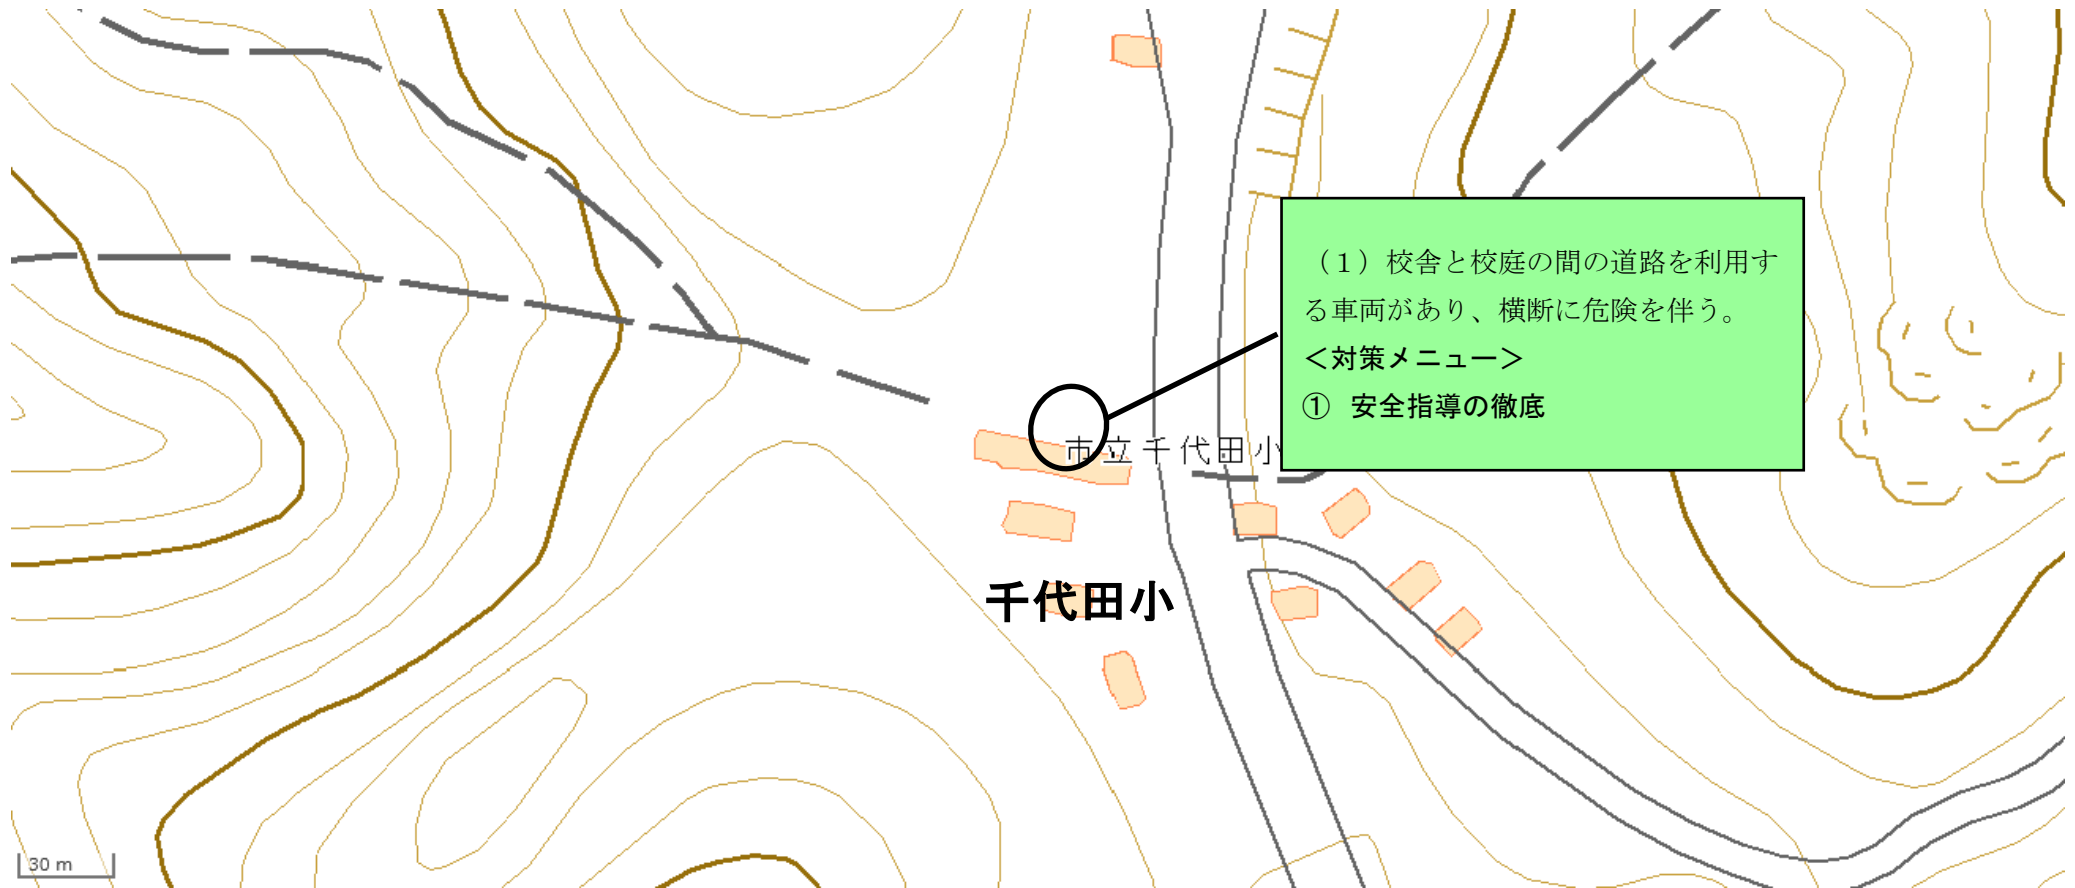 （１）校舎と校庭の間の道路を利用す
る車両があり、横断に危険を伴う。
＜対策メニュー＞
① 安全指導の徹底
市立千代田小
千代田小
30 m